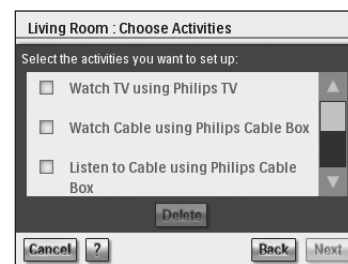 Living Room : Choose Activities
Select the activities you want to set up:
Watch TV using Philips TV
Watch Cable using Philips Cable Box
Listen to Cable using Philips Cable
Box
Delete
Cancel ? Back Next